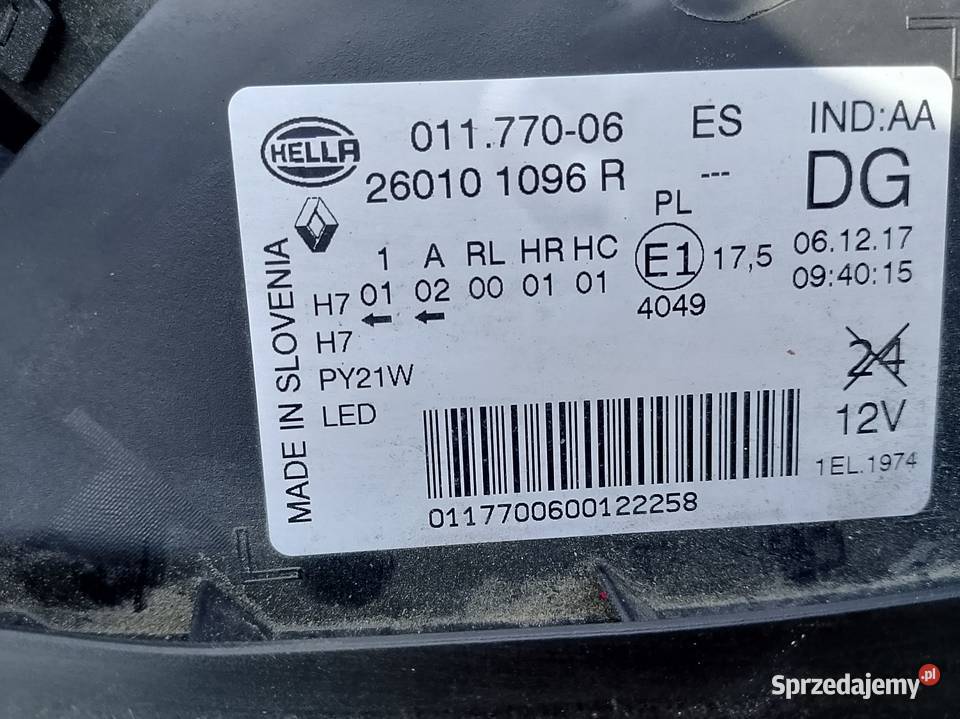 HELLA 011.770-06 ES IND:AA
26010 1096 R --- DG
PL
1 A RL HR HC E1 17,5 06.12.17
H7 01 02 00 01 01 4049 09:40:15
H7
PY21W 24
LED 12V
1EL.1974
0117700600122258
MADE IN SLOVENIA
DG
Sprzedajemy.pl